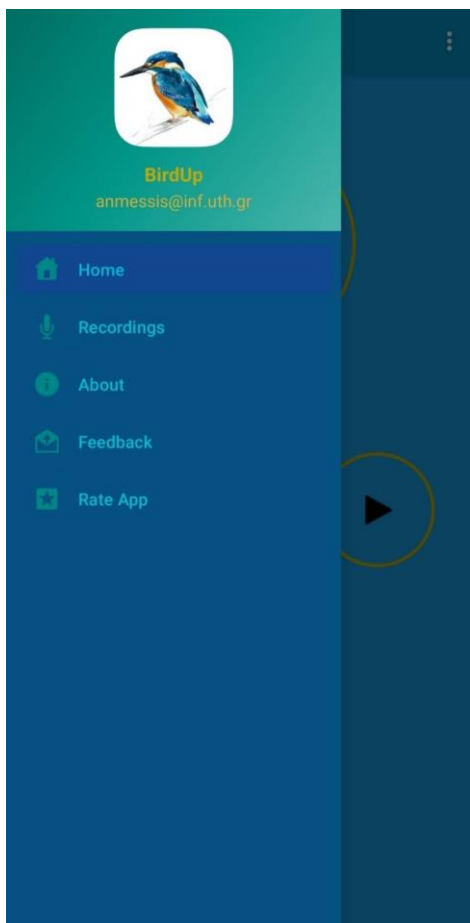 BirdUp
anmessis@inf.uth.gr
Home
Recordings
About
Feedback
Rate App